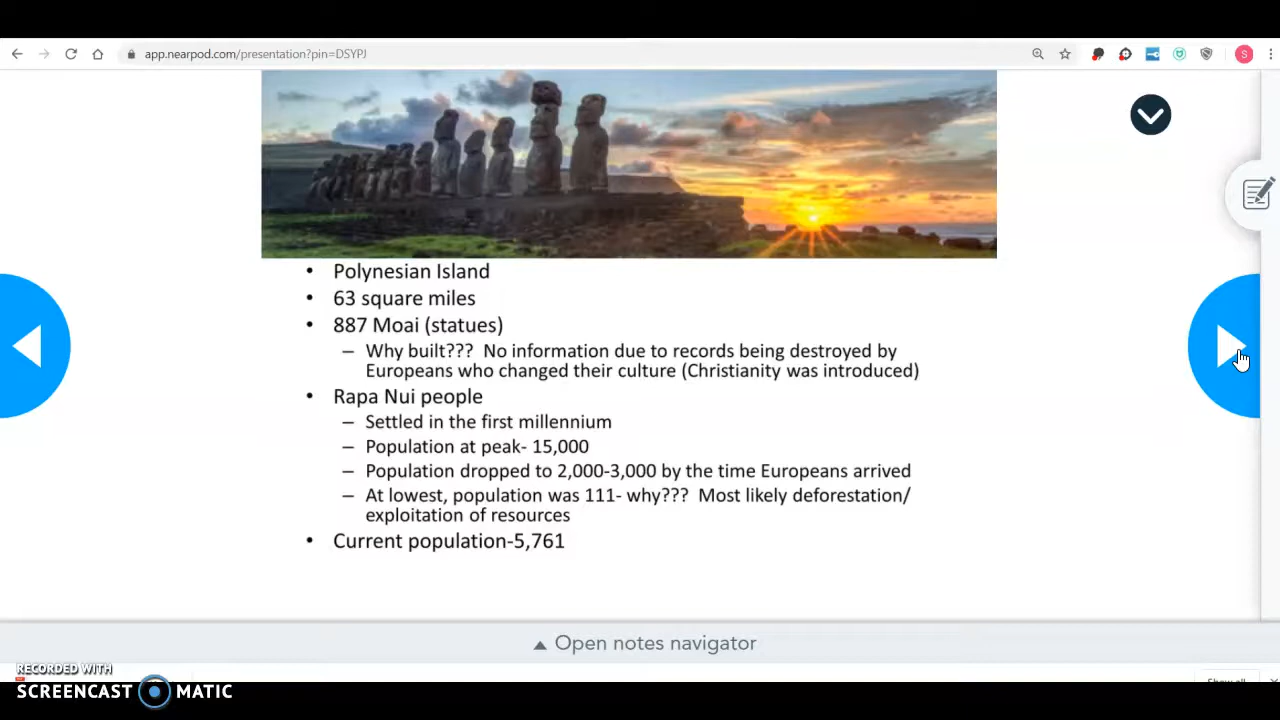 app.nearpod.com/presentation?pin=DSYPJ
S
• Polynesian Island
• 63 square miles
• 887 Moai (statues)
– Why built??? No information due to records being destroyed by
Europeans who changed their culture (Christianity was introduced)
• Rapa Nui people
– Settled in the first millennium
– Population at peak- 15,000
– Population dropped to 2,000-3,000 by the time Europeans arrived
– At lowest, population was 111- why??? Most likely deforestation/
exploitation of resources
• Current population-5,761
Open notes navigator
RECORDED WITH
SCREENCAST MATIC
Show all